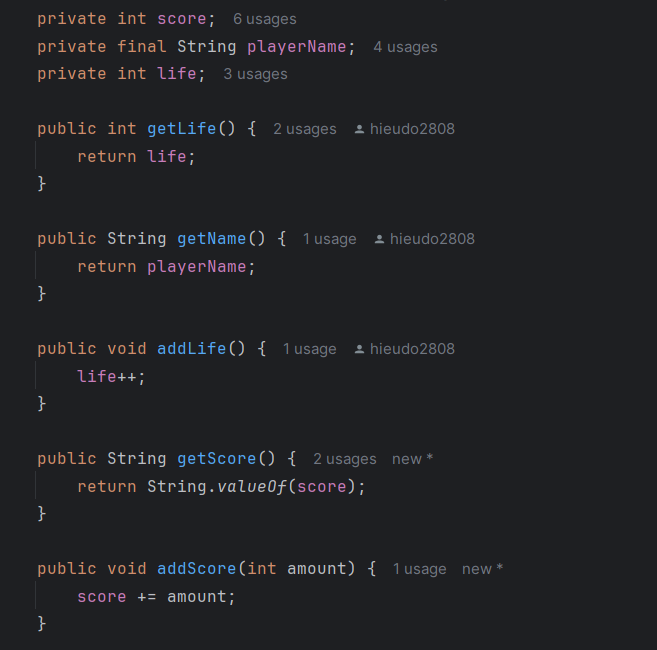 private int score; 6 usages
private final String playerName; 4 usages
private int life; 3 usages
public int getLife() { 2 usages hieudo2808
return life;
}
public String getName() { 1 usage hieudo2808
return playerName;
}
public void addLife() { 1 usage hieudo2808
life++;
}
public String getScore() { 2 usages new *
return String.valueOf(score);
}
public void addScore(int amount) { 1 usage new *
score += amount;
}